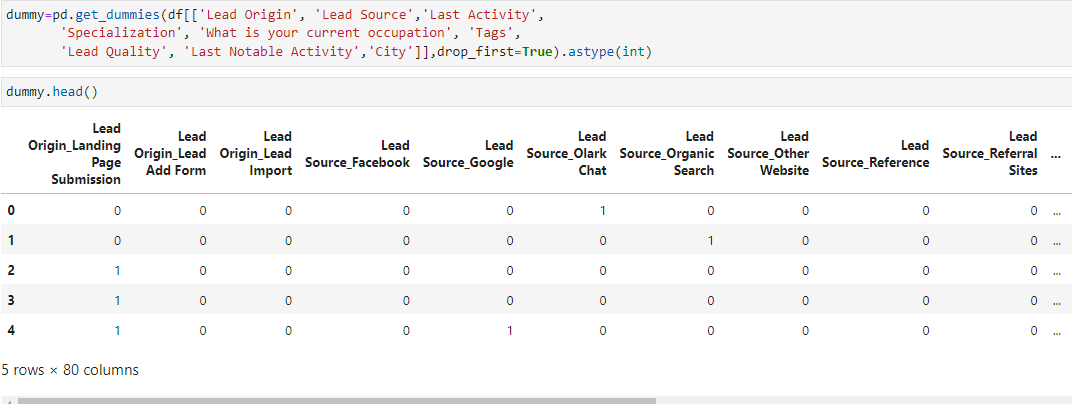 dummy=pd.get_dummies(df[['Lead Origin', 'Lead Source','Last Activity',
'Specialization', 'What is your current occupation', 'Tags',
'Lead Quality', 'Last Notable Activity','City']],drop_first=True).astype(int)
dummy.head()
Lead Origin_Landing Page Submission Lead Origin_Lead Add Form Lead Origin_Lead Import Lead Source_Facebook Lead Source_Google Lead Source_Olark Chat Lead Source_Organic Search Lead Source_Other Website Lead Source_Reference Lead Source_Referral Sites ...
0 0 0 0 0 0 1 0 0 0 0 ...
1 0 0 0 0 0 0 1 0 0 0 ...
2 1 0 0 0 0 0 0 0 0 0 ...
3 1 0 0 0 0 0 0 0 0 0 ...
4 1 0 0 0 1 0 0 0 0 0 ...
5 rows × 80 columns